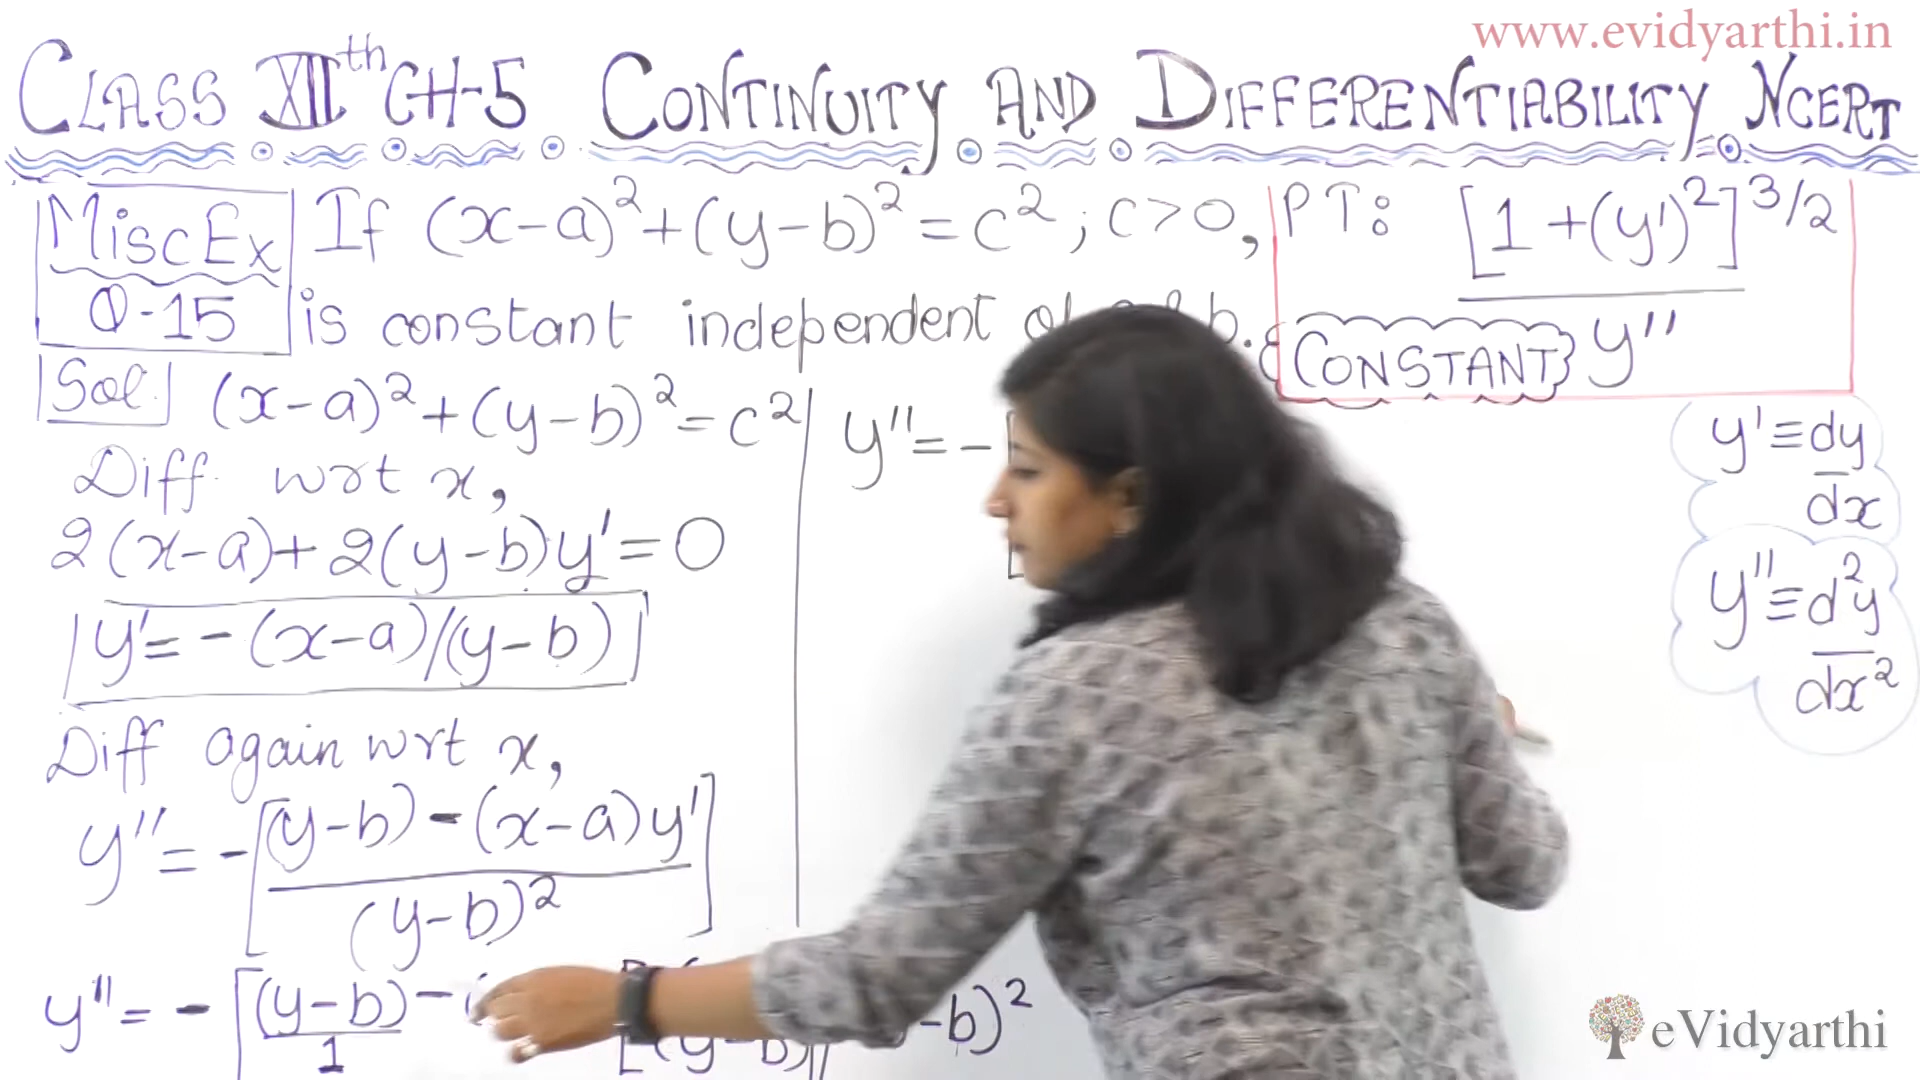 www.evidyarthi.in
CLASS XIIth CH-5 CONTINUITY AND DIFFERENTIABILITY NCERT
Misc Ex
Q-15
If (x-a)²+(y-b)²=c²; c>0, PT: [1+(y')²]^3/2
is constant independent b. CONSTANT y''
Sol. (x-a)²+(y-b)²=c²
Diff. wrt x,
2(x-a)+2(y-b)y'=0
y'=-(x-a)/(y-b)
Diff again wrt x,
y''=-[(y-b)-(x-a)y']
(y-b)²
y''=-[(y-b)-
1
-b)²
y''=-
y'≡dy
dx
y''≡d²y
dx²
eVidyarthi